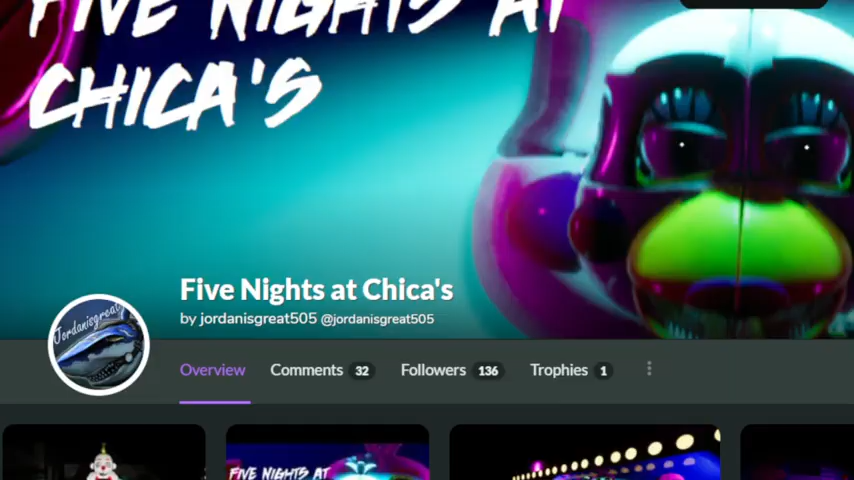 FIVE NIGHTS AT
CHICA'S
Five Nights at Chica's
by jordanisgreat505 @jordanisgreat505
Jordanisgreat
Overview Comments 32 Followers 136 Trophies 1
FIVE NIGHTS AT